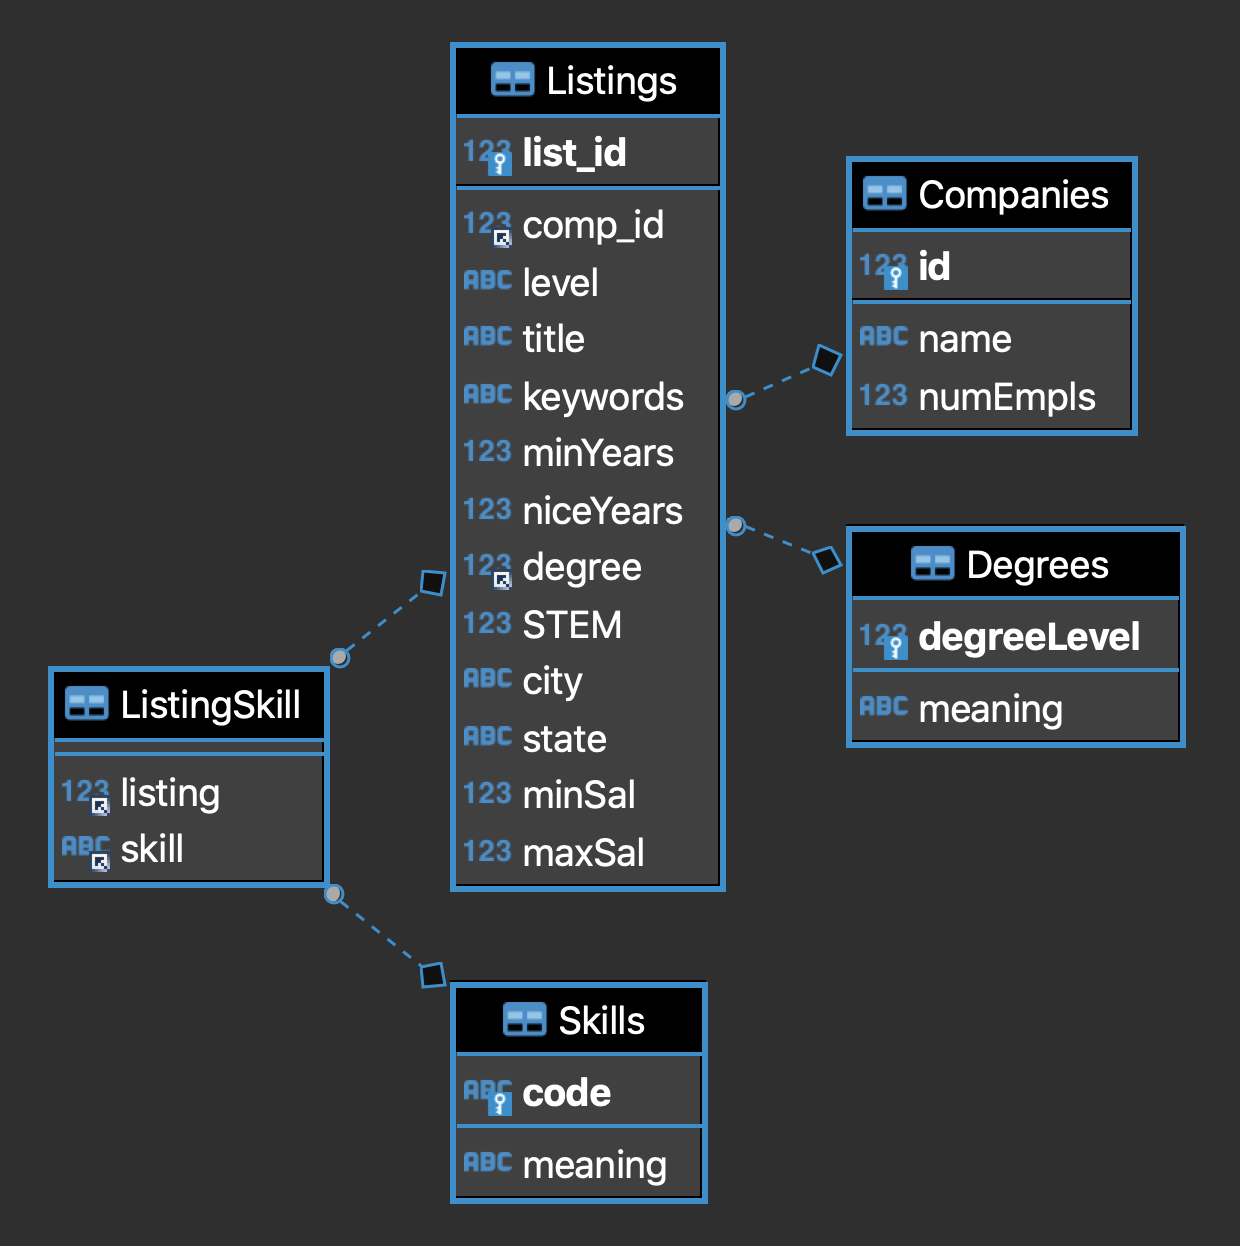 Listings
123 list_id
123 comp_id
ABC level
ABC title
ABC keywords
123 minYears
123 niceYears
123 degree
123 STEM
ABC city
ABC state
123 minSal
123 maxSal
Companies
123 id
ABC name
123 numEmpls
Degrees
123 degreeLevel
ABC meaning
ListingSkill
123 listing
ABC skill
Skills
ABC code
ABC meaning